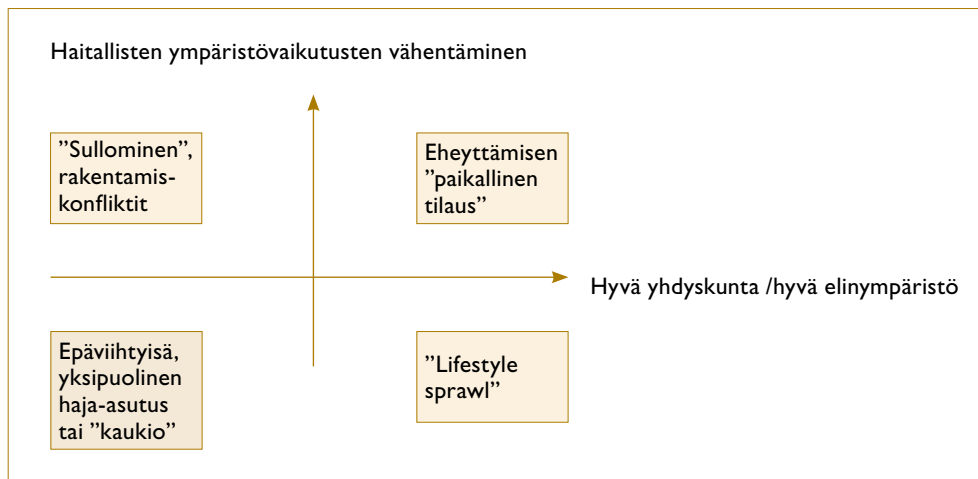 Haitallisten ympäristövaikutusten vähentäminen
”Sullominen”,
rakentamis-
konfliktit
Eheyttämisen
”paikallinen
tilaus”
Hyvä yhdyskunta /hyvä elinympäristö
Epäviihtyisä,
yksipuolinen
haja-asutus
tai ”kaukio”
”Lifestyle
sprawl”